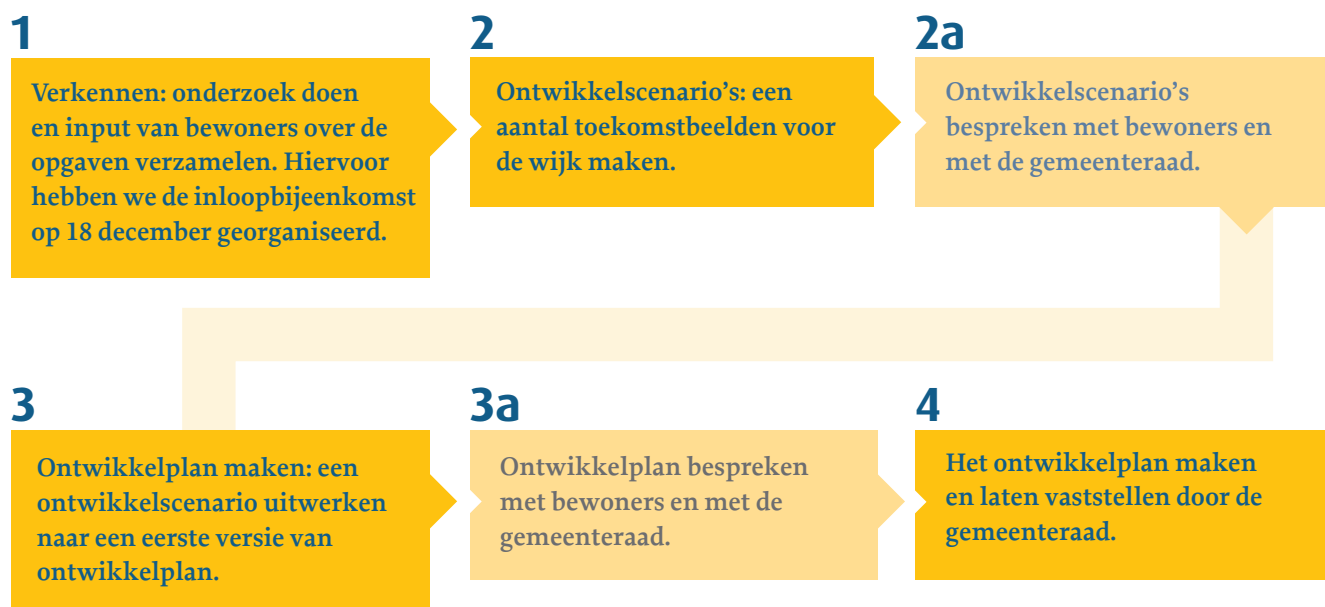 1
Verkennen: onderzoek doen
en input van bewoners over de
opgaven verzamelen. Hiervoor
hebben we de inloopbijeenkomst
op 18 december georganiseerd.
2
Ontwikkelscenario's: een
aantal toekomstbeelden voor
de wijk maken.
2a
Ontwikkelscenario's
bespreken met bewoners en
met de gemeenteraad.
3
Ontwikkelplan maken: een
ontwikkelscenario uitwerken
naar een eerste versie van
ontwikkelplan.
3a
Ontwikkelplan bespreken
met bewoners en met de
gemeenteraad.
4
Het ontwikkelplan maken
en laten vaststellen door de
gemeenteraad.